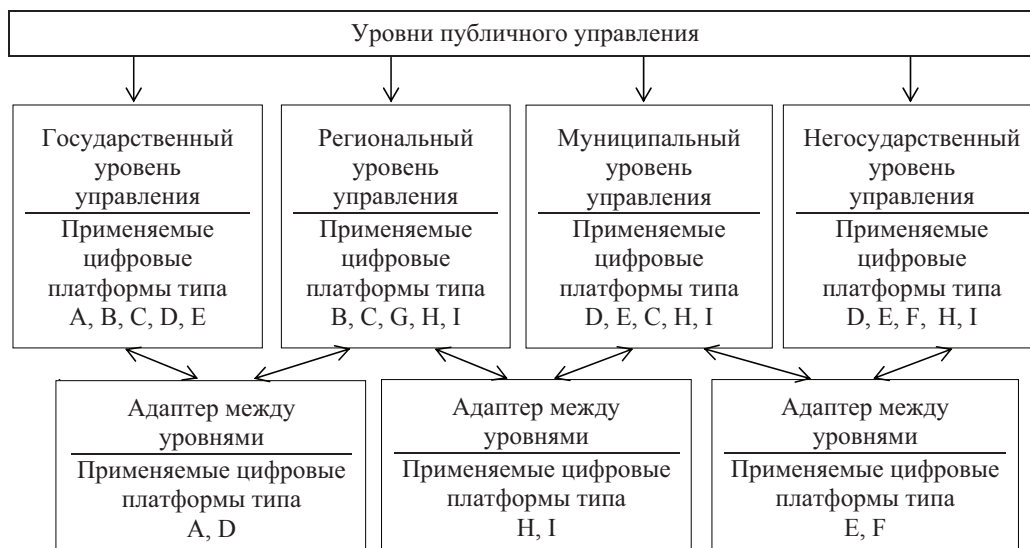 Уровни публичного управления
Государственный
уровень
управления
Применяемые
цифровые
платформы типа
A, B, C, D, E
Региональный
уровень
управления
Применяемые
цифровые
платформы типа
B, C, G, H, I
Муниципальный
уровень
управления
Применяемые
цифровые
платформы типа
D, E, C, H, I
Негосударственный
уровень
управления
Применяемые
цифровые
платформы типа
D, E, F, H, I
Адаптер между
уровнями
Применяемые цифровые
платформы типа
A, D
Адаптер между
уровнями
Применяемые цифровые
платформы типа
H, I
Адаптер между
уровнями
Применяемые цифровые
платформы типа
E, F